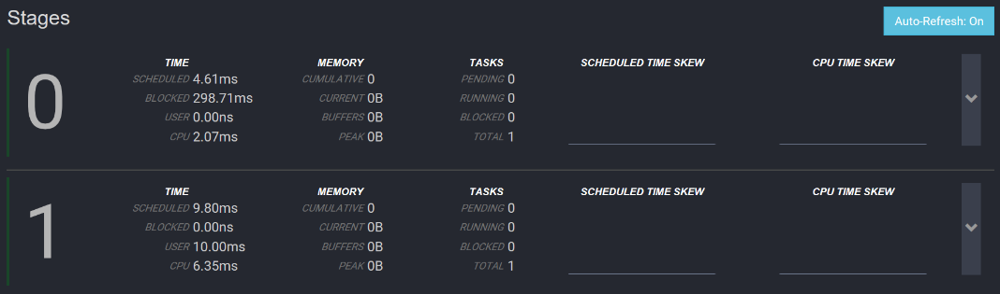 Stages
Auto-Refresh: On
0
TIME MEMORY TASKS SCHEDULED TIME SKEW CPU TIME SKEW
SCHEDULED 4.61ms CUMULATIVE 0 PENDING 0
BLOCKED 298.71ms CURRENT 0B RUNNING 0
USER 0.00ns BUFFERS 0B BLOCKED 0
CPU 2.07ms PEAK 0B TOTAL 1
1
TIME MEMORY TASKS SCHEDULED TIME SKEW CPU TIME SKEW
SCHEDULED 9.80ms CUMULATIVE 0 PENDING 0
BLOCKED 0.00ns CURRENT 0B RUNNING 0
USER 10.00ms BUFFERS 0B BLOCKED 0
CPU 6.35ms PEAK 0B TOTAL 1